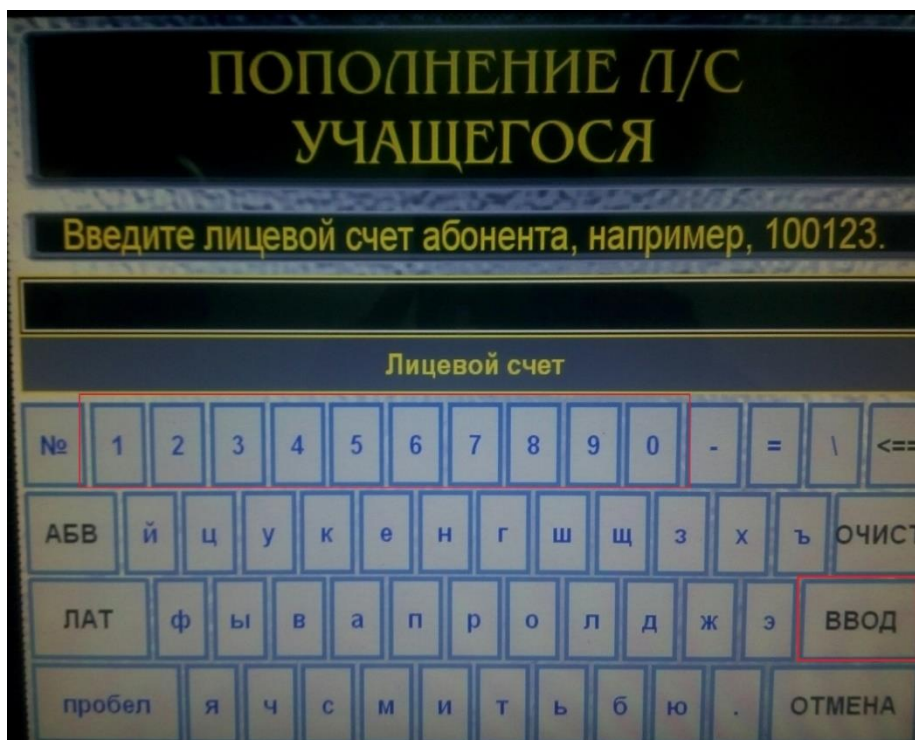 ПОПОЛНЕНИЕ Л/С
УЧАЩЕГОСЯ
Введите лицевой счет абонента, например, 100123.
Лицевой счет
№ 1 2 3 4 5 6 7 8 9 0 - = \ <==
АБВ й ц у к е н г ш щ з х ъ ОЧИСТ
ЛАТ ф ы в а п р о л д ж э ВВОД
пробел я ч с м и т ь б ю . ОТМЕНА